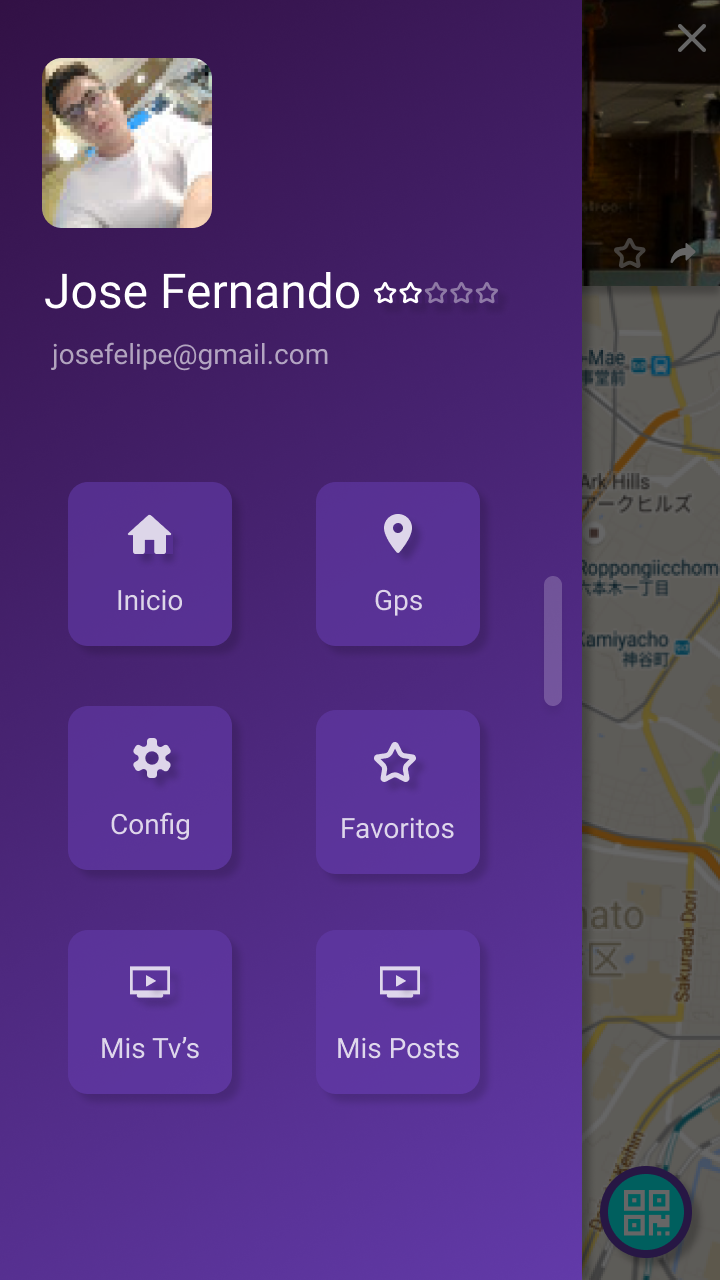 Jose Fernando
josefelipe@gmail.com
Inicio
Gps
Config
Favoritos
Mis Tv’s
Mis Posts
-Mae
事堂前
Ark Hills
アークヒルズ
Roppongiicchom
六本木一丁目
Kamiyacho
神谷町
nato
区
Sakurada Dori
Keihin